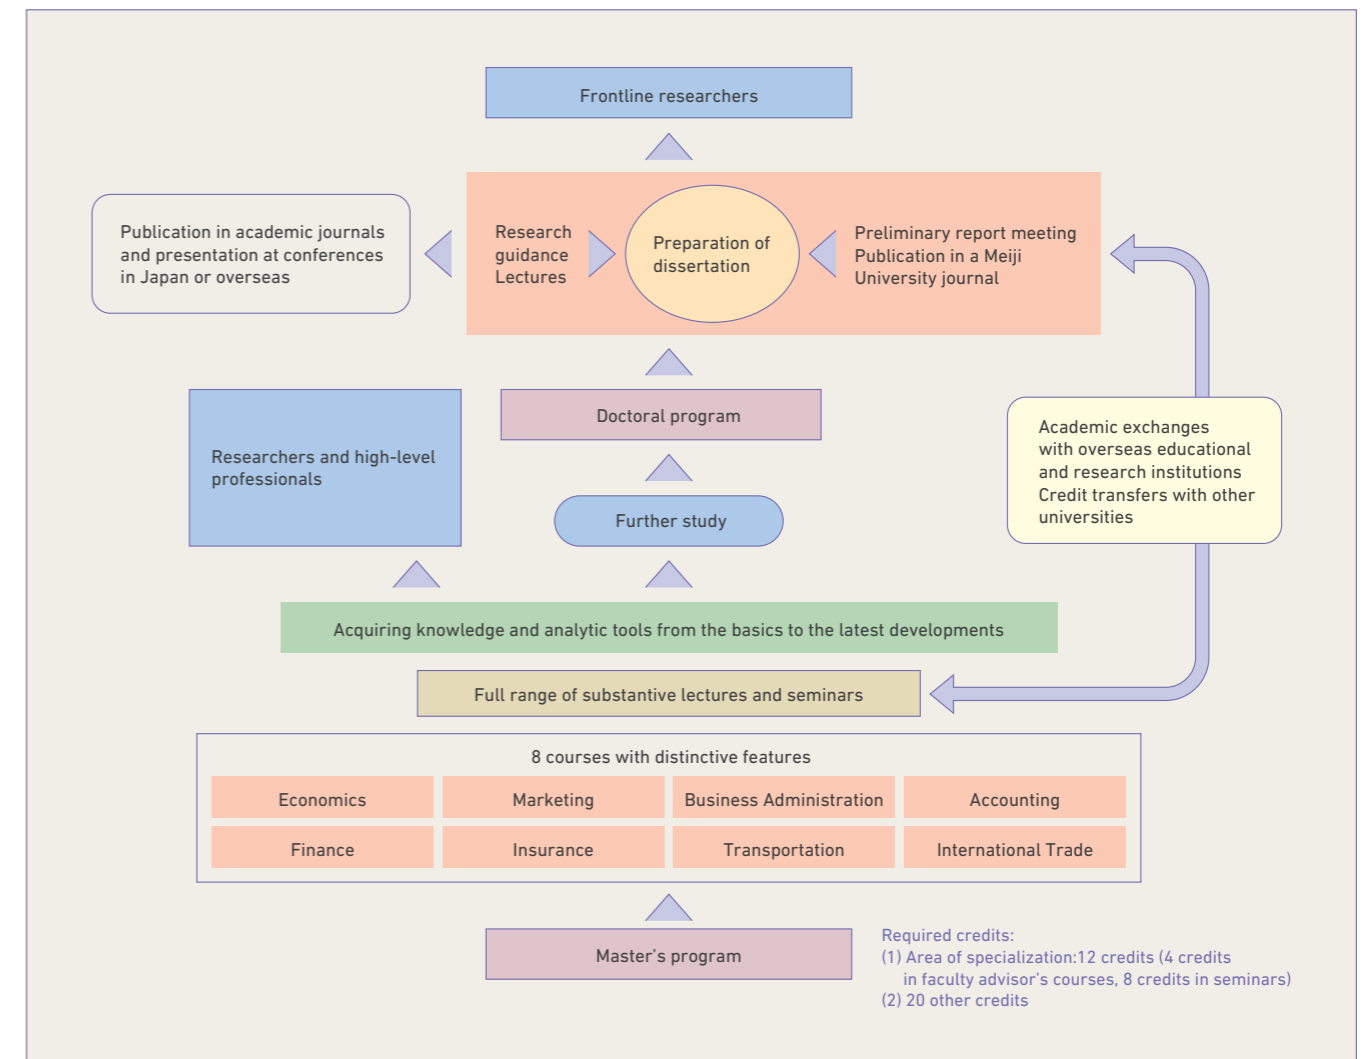 Frontline researchers
Publication in academic journals
and presentation at conferences
in Japan or overseas
Research
guidance
Lectures
Preparation of
dissertation
Preliminary report meeting
Publication in a Meiji
University journal
Researchers and high-level
professionals
Doctoral program
Further study
Academic exchanges
with overseas educational
and research institutions
Credit transfers with other
universities
Acquiring knowledge and analytic tools from the basics to the latest developments
Full range of substantive lectures and seminars
8 courses with distinctive features
Economics
Marketing
Business Administration
Accounting
Finance
Insurance
Transportation
International Trade
Master's program
Required credits:
(1) Area of specialization:12 credits (4 credits
in faculty advisor's courses, 8 credits in seminars)
(2) 20 other credits